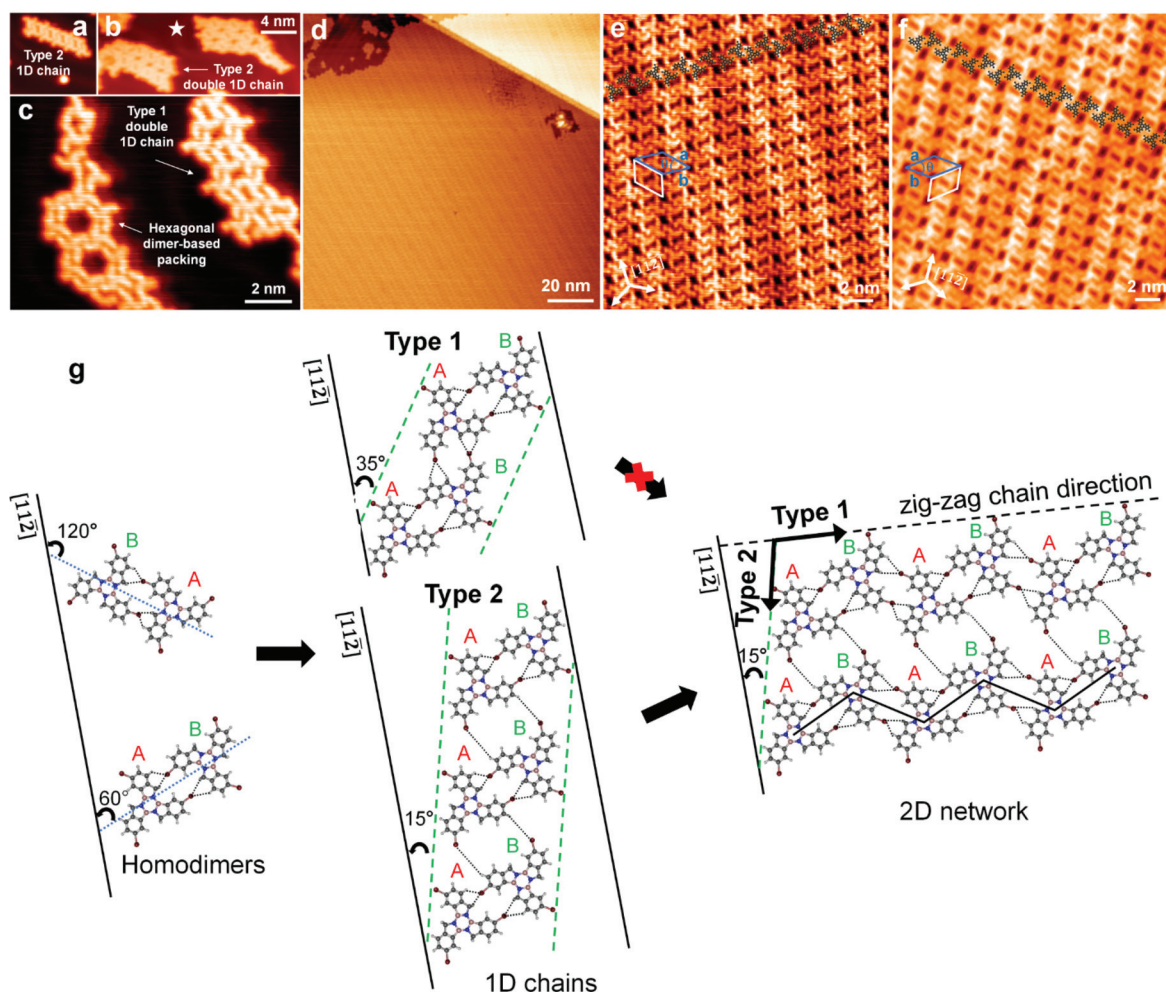 a
Type 2
1D chain
b
4 nm
Type 2
double 1D chain
c
Type 1
double
1D chain
Hexagonal
dimer-based
packing
2 nm
d
20 nm
e
a
θ
b
[112̄]
2 nm
f
a
θ
b
[112̄]
2 nm
g
[112̄]
120°
B
A
A
B
60°
Homodimers
[112̄]
Type 1
B
A
35°
B
A
[112̄]
Type 2
B
A
B
A
15°
B
A
1D chains
zig-zag chain direction
[112̄]
Type 1
Type 2
A
B
A
B
A
B
15°
A
B
A
B
A
B
2D network